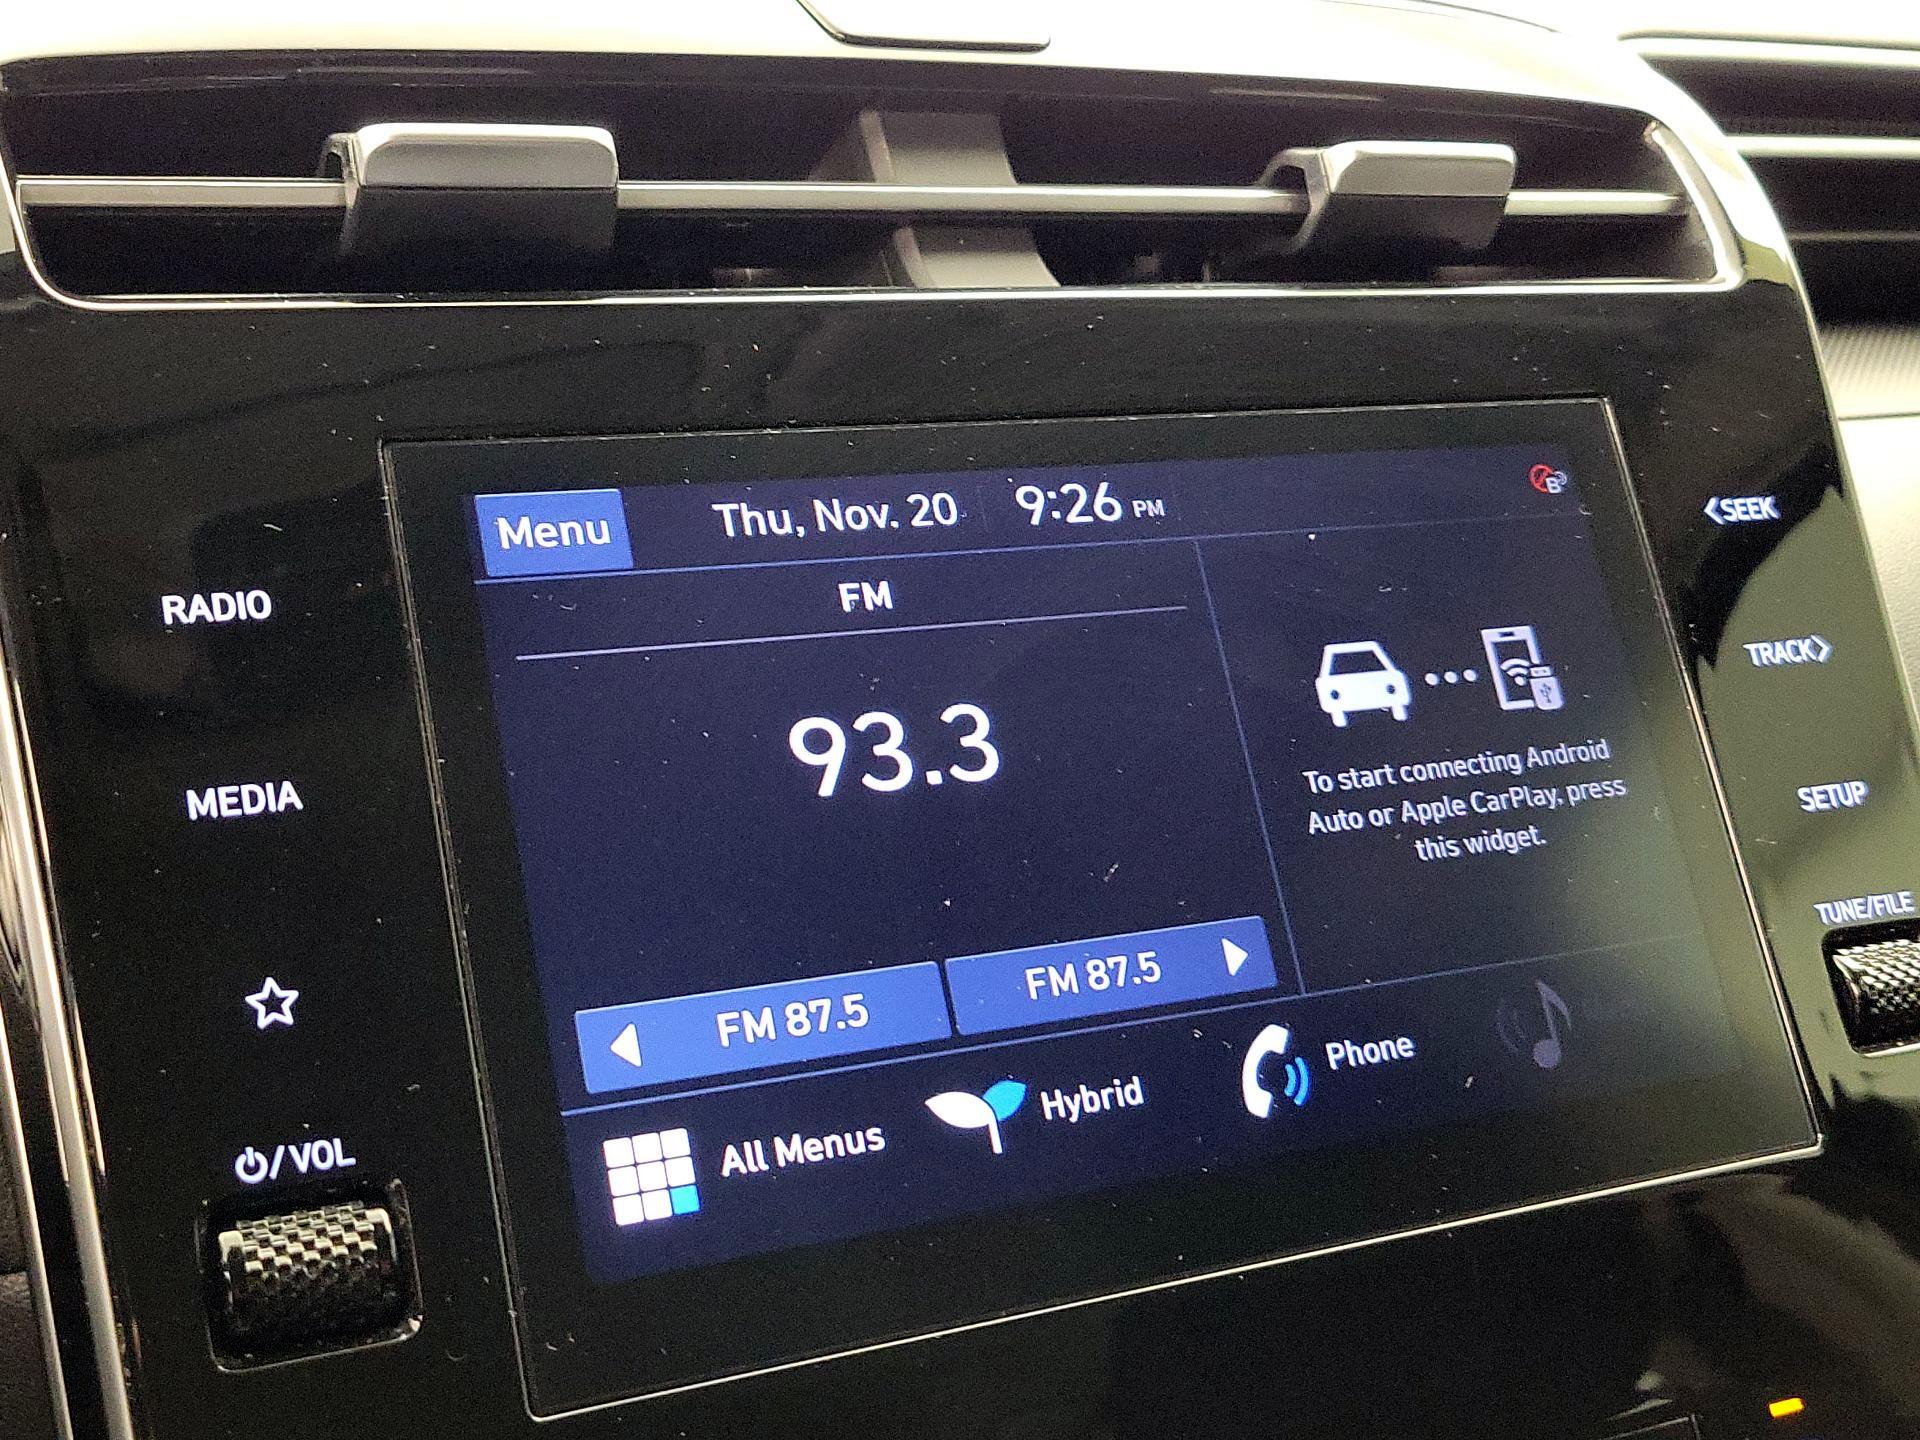 Menu Thu, Nov. 20 9:26 PM
FM
93.3
FM 87.5 FM 87.5
To start connecting Android
Auto or Apple CarPlay, press
this widget.
All Menus Hybrid Phone
RADIO
MEDIA
/VOL
<SEEK
TRACK>
SETUP
TUNE/FILE